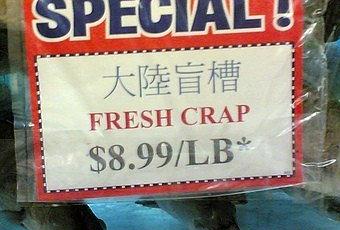 SPECIAL!
大陸盲槽
FRESH CRAP
$8.99/LB*